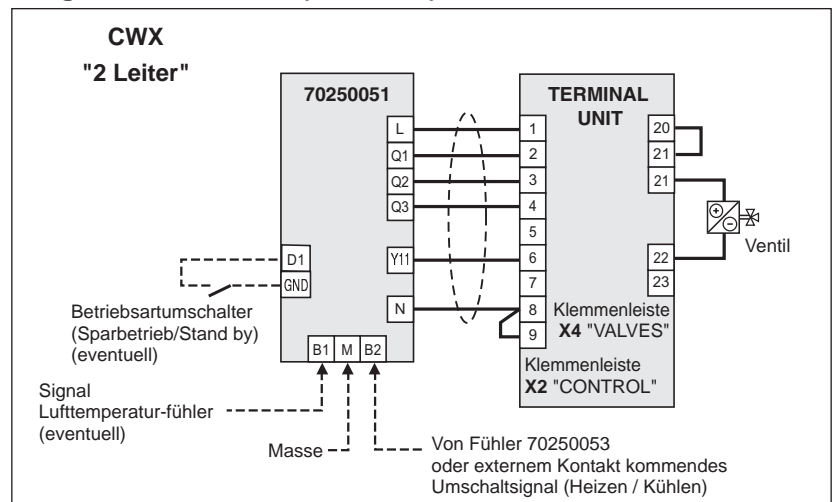 CWX
"2 Leiter"
70250051
L
Q1
Q2
Q3
Y11
N
D1
GND
B1 M B2
TERMINAL
UNIT
1
2
3
4
5
6
7
8
9
20
21
21
22
23
Klemmenleiste
X4 "VALVES"
Klemmenleiste
X2 "CONTROL"
Ventil
Betriebsartumschalter
(Sparbetrieb/Stand by)
(eventuell)
Signal
Lufttemperatur-fühler
(eventuell)
Masse
Von Fühler 70250053
oder externem Kontakt kommendes
Umschaltsignal (Heizen / Kühlen)